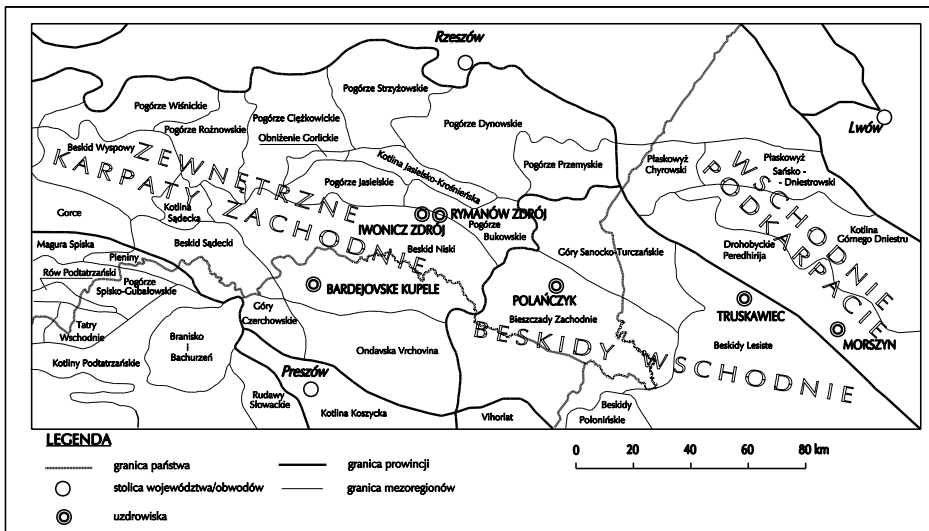 Rzeszów
Pogórze Strzyżowskie
Pogórze Wiśnickie
Pogórze Ciężkowickie
Lwów
Pogórze Rożnowskie
Pogórze Dynowskie
Obniżenie Gorlickie
Beskid Wyspowy
Kotlina Jasielsko-Krośnieńska
Pogórze Przemyskie
Płaskowyż
Chyrowski
Płaskowyż
Sańsko -
- Dniestrowski
ZEWNĘTRZNE
KARPATY ZACHODNIE
WSCHODNIE
PODKARPACIE
Pogórze Jasielskie
Gorce
Kotlina
Sądecka
RYMANÓW ZDRÓJ
IWONICZ ZDRÓJ
Pogórze
Bukowskie
Kotlina
Górnego Dniestru
Magura Spiska
Beskid Sądecki
Beskid Niski
Góry Sanocko-Turczańskie
Drohobyckie
Peredhirija
Pieniny
Rów Podtatrzański
Pogórze
Spisko-Gubałowskie
BARDEJOVSKE KUPELE
POLAŃCZYK
TRUSKAWIEC
Góry
Czerchowskie
Bieszczady Zachodnie
BESKIDY WSCHODNIE
MORSZYN
Tatry
Wschodnie
Branisko
i
Bachurzeń
Ondavska Vrchovina
Beskidy Lesiste
Kotliny Podtatrzańskie
Preszów
Rudawy
Słowackie
Kotlina Koszycka
Vihorlat
Beskidy
Połonińskie
LEGENDA
granica państwa
granica prowincji
stolica województwa/obwodów
granica mezoregionów
uzdrowiska
0 20 40 60 80 km